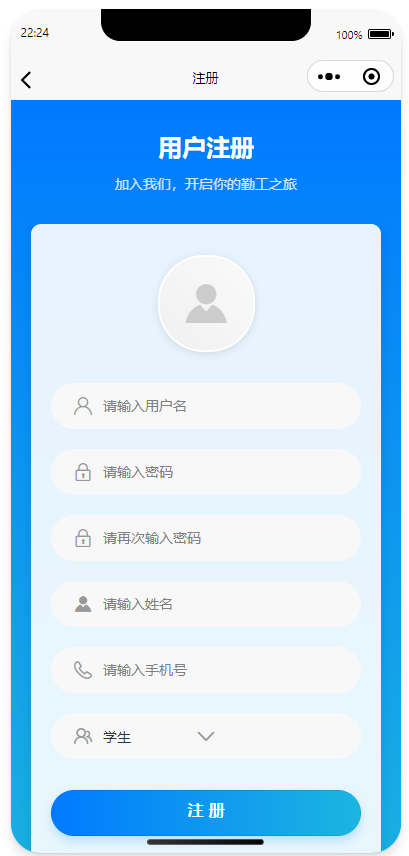 22:24
100%
注册
用户注册
加入我们，开启你的勤工之旅
请输入用户名
请输入密码
请再次输入密码
请输入姓名
请输入手机号
学生
注 册